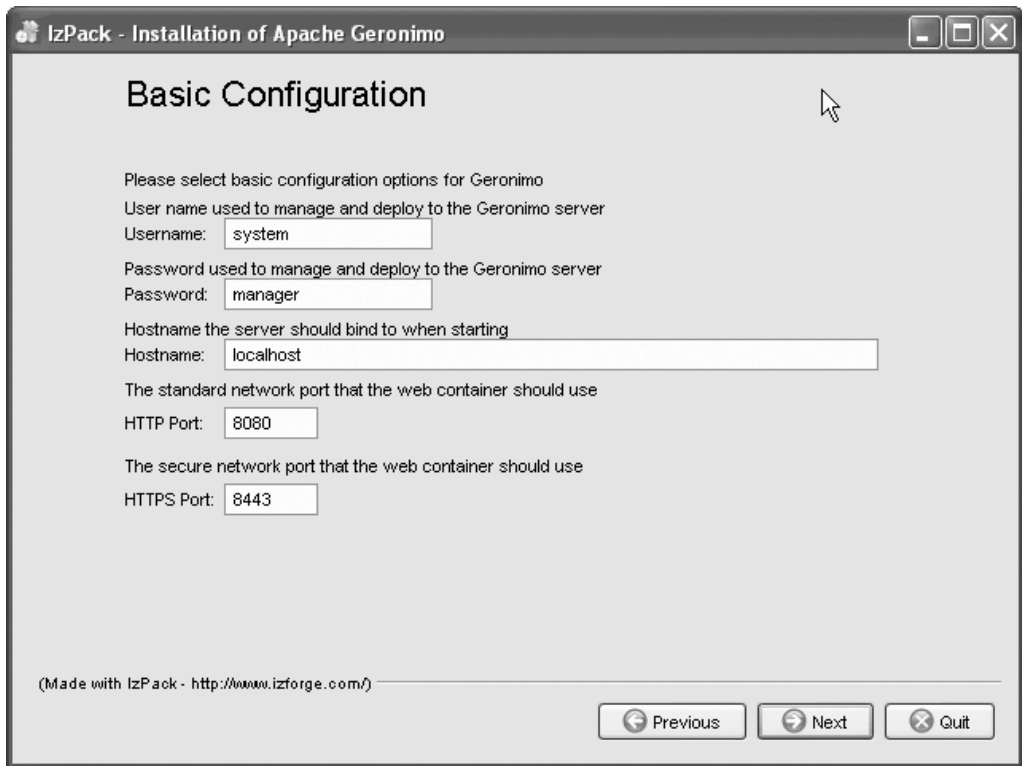 IzPack - Installation of Apache Geronimo
Basic Configuration
Please select basic configuration options for Geronimo
User name used to manage and deploy to the Geronimo server
Username: system
Password used to manage and deploy to the Geronimo server
Password: manager
Hostname the server should bind to when starting
Hostname: localhost
The standard network port that the web container should use
HTTP Port: 8080
The secure network port that the web container should use
HTTPS Port: 8443
(Made with IzPack - http://www.izforge.com/)
Previous Next Quit